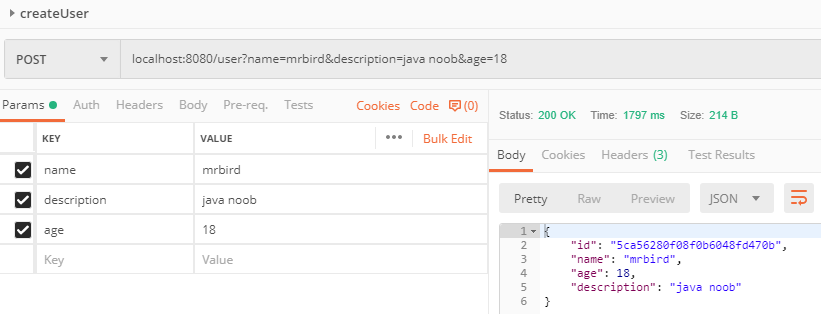 createUser
POST localhost:8080/user?name=mrbird&description=java noob&age=18
Params Auth Headers Body Pre-req. Tests Cookies Code (0)
KEY VALUE ••• Bulk Edit
name mrbird
description java noob
age 18
Key Value
Status: 200 OK Time: 1797 ms Size: 214 B
Body Cookies Headers (3) Test Results
Pretty Raw Preview JSON
1 {
2 "id": "5ca56280f08f0b6048fd470b",
3 "name": "mrbird",
4 "age": 18,
5 "description": "java noob"
6 }